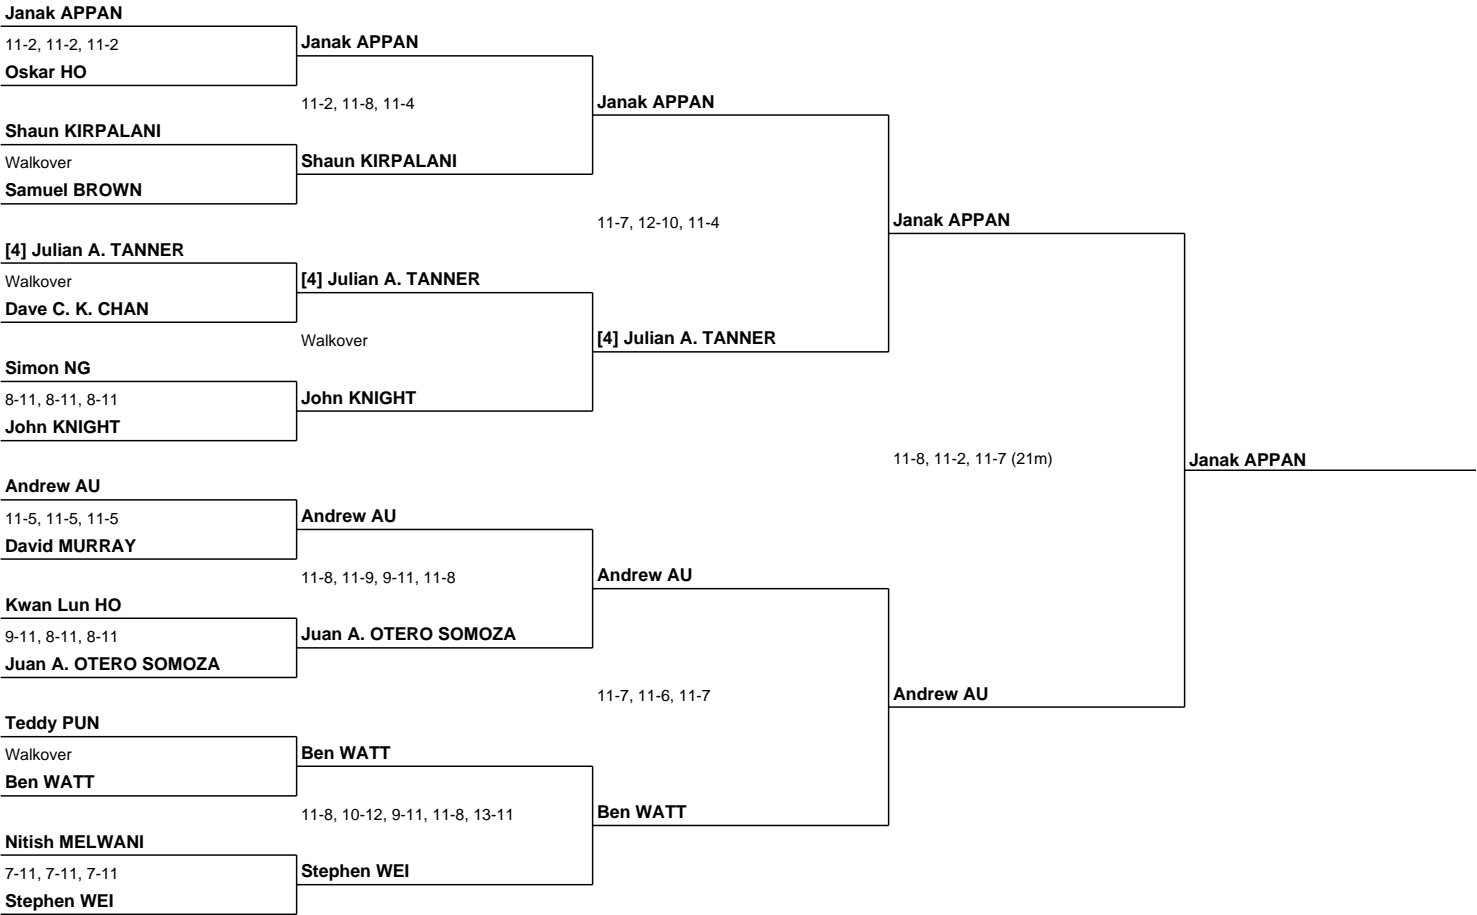 Janak APPAN
11-2, 11-2, 11-2
Oskar HO
Shaun KIRPALANI
Walkover
Samuel BROWN
[4] Julian A. TANNER
Walkover
Dave C. K. CHAN
Simon NG
8-11, 8-11, 8-11
John KNIGHT
Andrew AU
11-5, 11-5, 11-5
David MURRAY
Kwan Lun HO
9-11, 8-11, 8-11
Juan A. OTERO SOMOZA
Teddy PUN
Walkover
Ben WATT
Nitish MELWANI
7-11, 7-11, 7-11
Stephen WEI
Janak APPAN
11-2, 11-8, 11-4
Shaun KIRPALANI
[4] Julian A. TANNER
Walkover
John KNIGHT
Andrew AU
11-8, 11-9, 9-11, 11-8
Juan A. OTERO SOMOZA
Ben WATT
11-8, 10-12, 9-11, 11-8, 13-11
Stephen WEI
Janak APPAN
11-7, 12-10, 11-4
[4] Julian A. TANNER
Andrew AU
11-7, 11-6, 11-7
Ben WATT
Janak APPAN
11-8, 11-2, 11-7 (21m)
Andrew AU
Janak APPAN